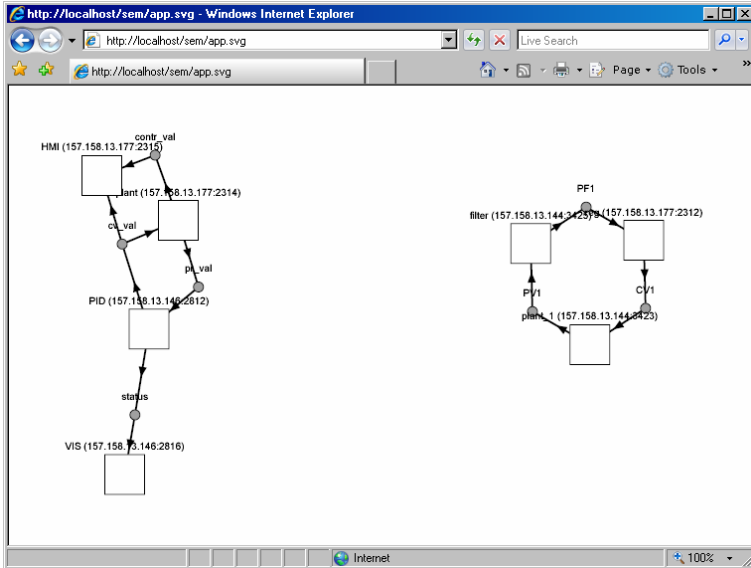 http://localhost/sem/app.svg - Windows Internet Explorer
http://localhost/sem/app.svg
Live Search
http://localhost/sem/app.svg
Page
Tools
»
contr_val
HMI (157.158.13.177:2315)
plant (157.158.13.177:2314)
cv_val
pr_val
PID (157.158.13.146:2812)
status
VIS (157.158.13.146:2816)
PF1
filter (157.158.13.144:3425)
(157.158.13.177:2312)
PV1
CV1
plant_1 (157.158.13.144:3423)
Internet
100%